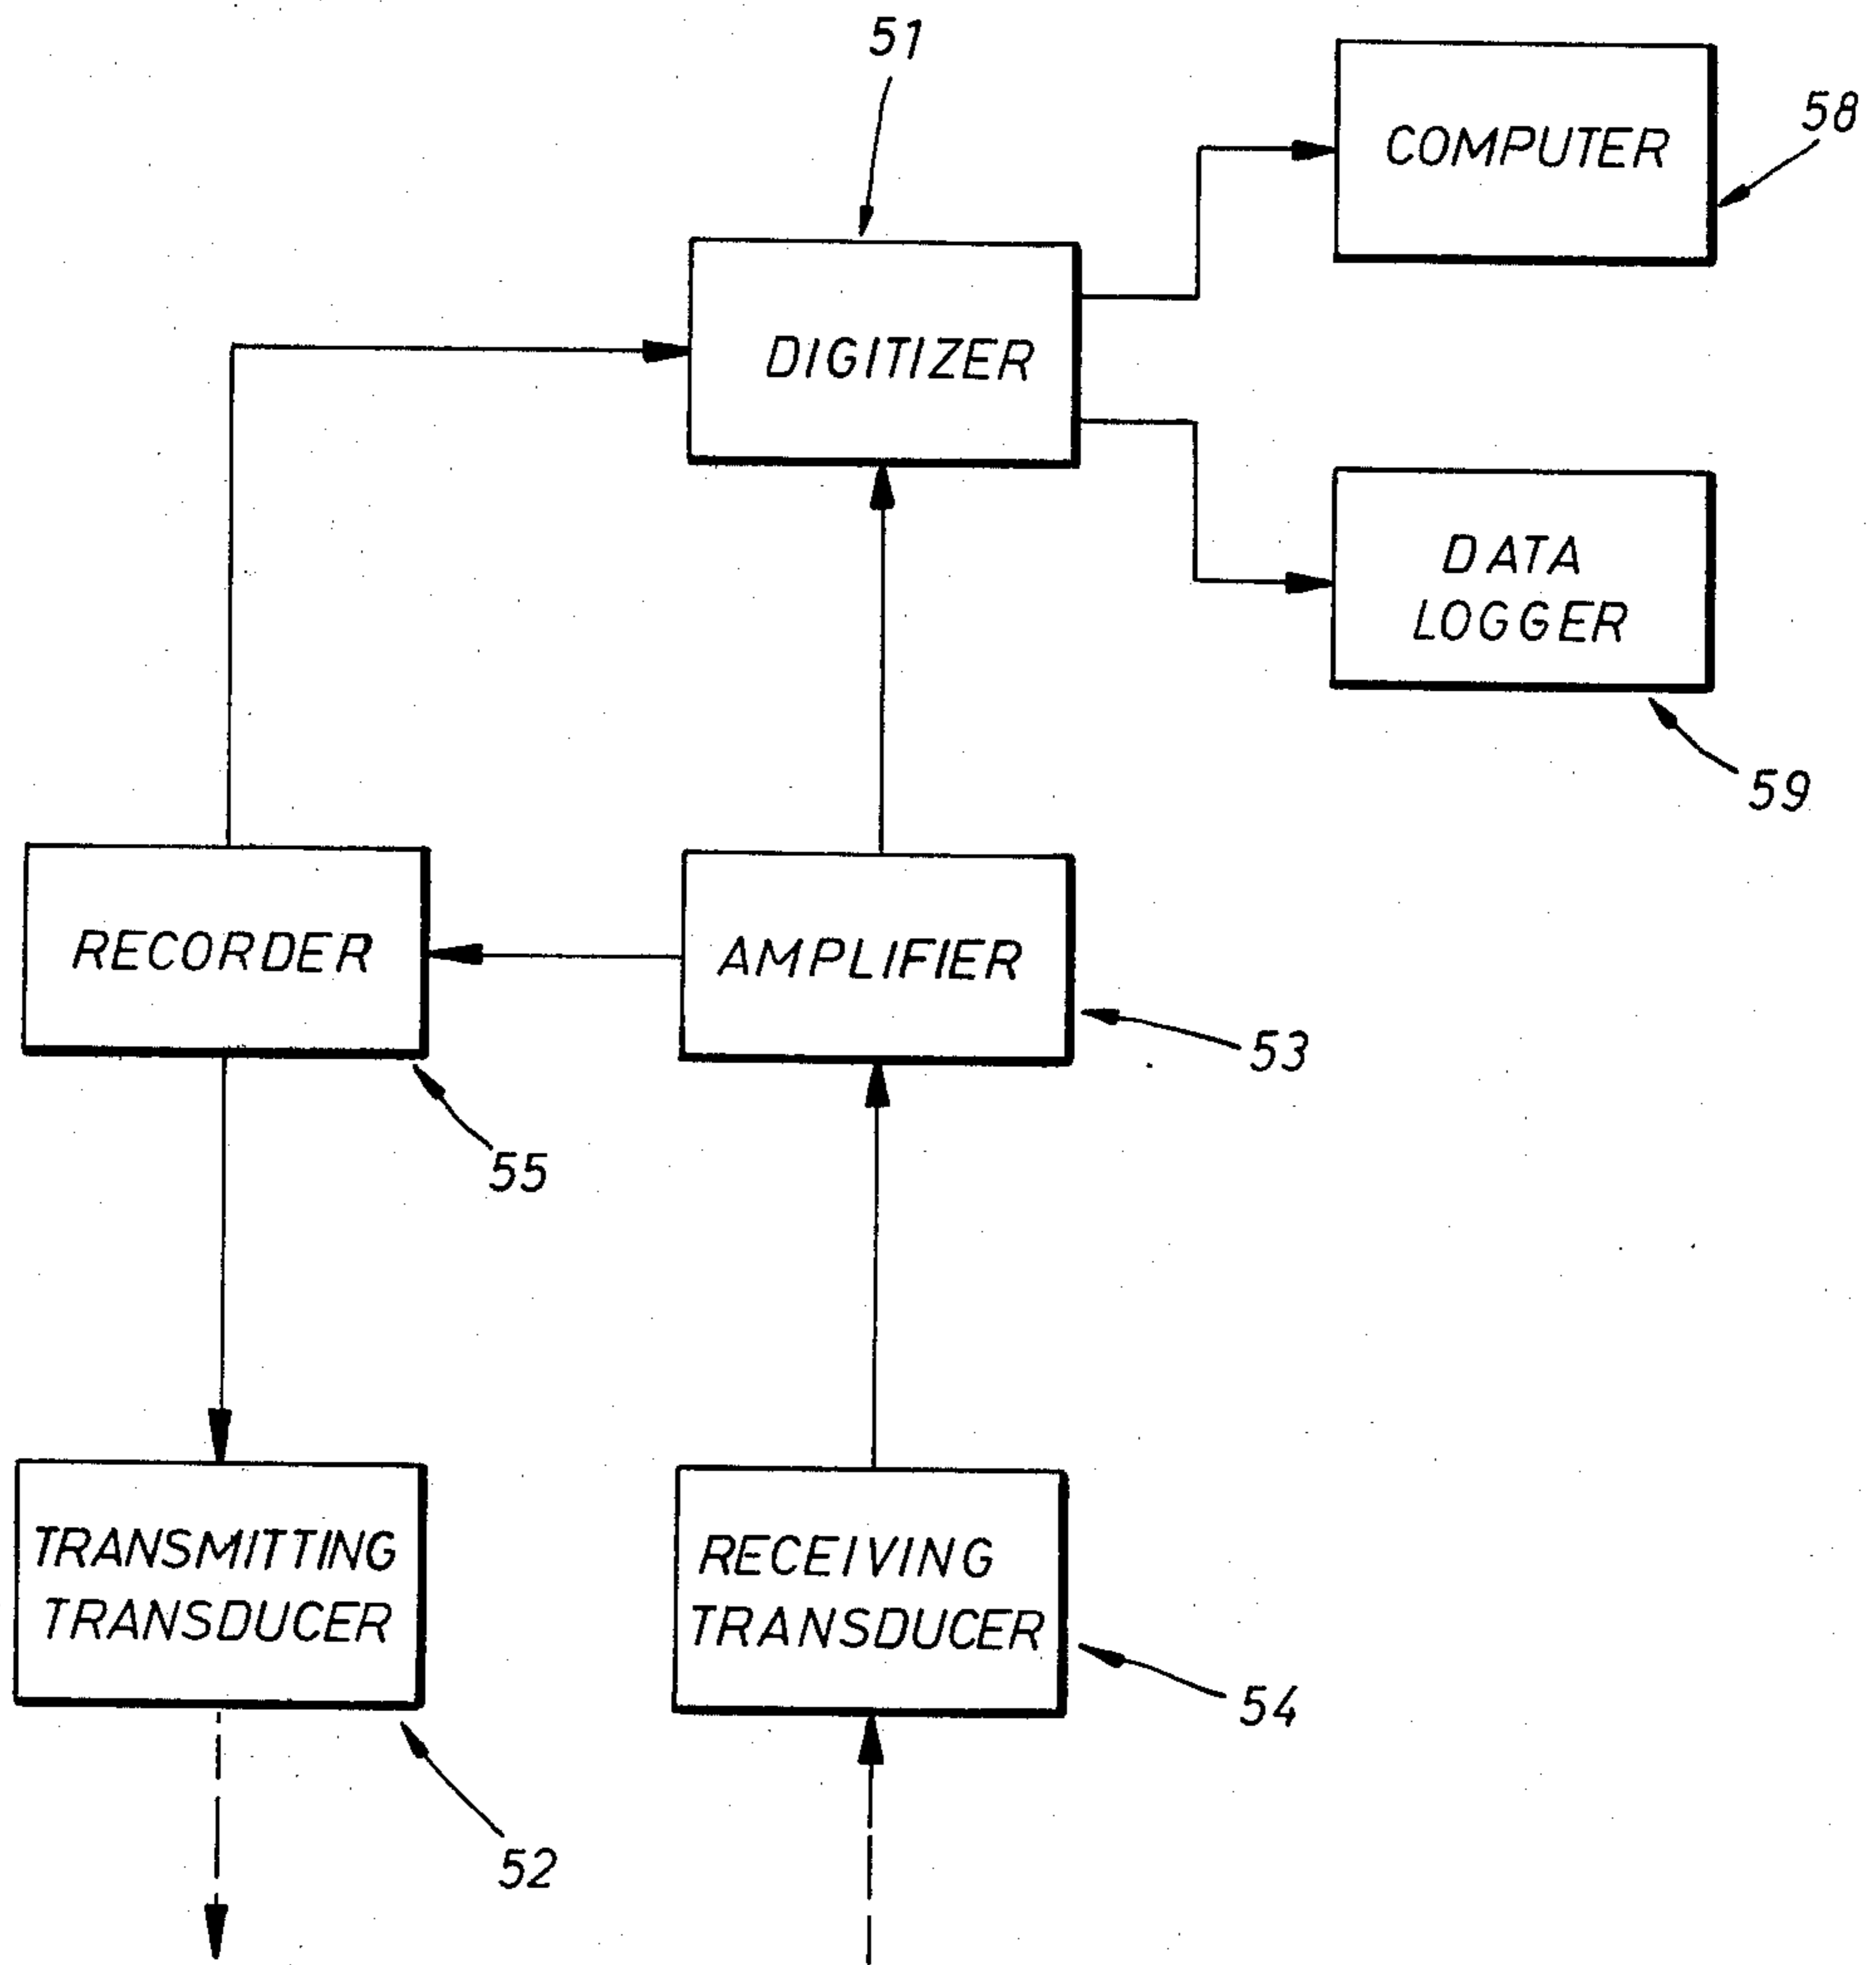 51
COMPUTER
58
DIGITIZER
DATA
LOGGER
59
RECORDER
AMPLIFIER
53
55
TRANSMITTING
TRANSDUCER
RECEIVING
TRANSDUCER
54
52